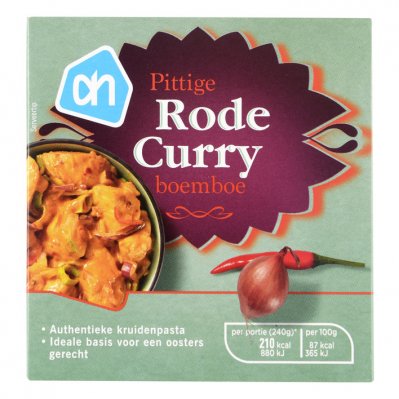 ah
Pittige
Rode
Curry
boemboe
Serveertip
• Authentieke kruidenpasta
• Ideale basis voor een oosters
gerecht
per portie (240g)*
210 kcal
880 kJ
per 100g
87 kcal
365 kJ